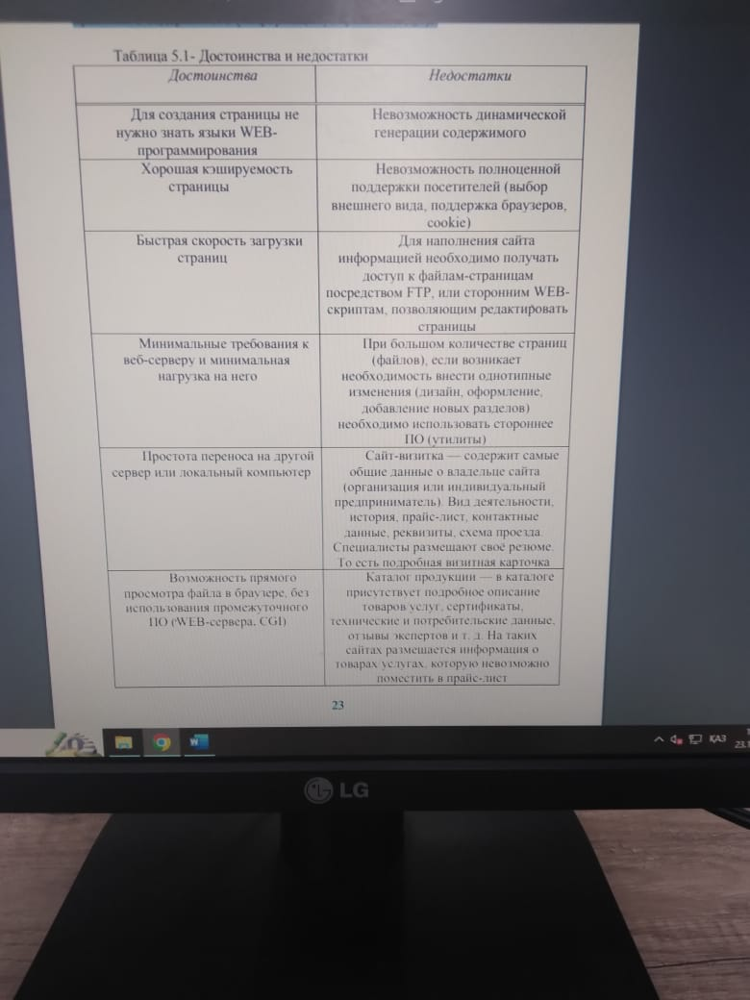 Таблица 5.1- Достоинства и недостатки
Достоинства
Недостатки
Для создания страницы не
нужно знать языки WEB-
программирования
Невозможность динамической
генерации содержимого
Хорошая кэшируемость
страницы
Невозможность полноценной
поддержки посетителей (выбор
внешнего вида, поддержка браузеров,
cookie)
Быстрая скорость загрузки
страниц
Для наполнения сайта
информацией необходимо получать
доступ к файлам-страницам
посредством FTP, или сторонним WEB-
скриптам, позволяющим редактировать
страницы
Минимальные требования к
веб-серверу и минимальная
нагрузка на него
При большом количестве страниц
(файлов), если возникает
необходимость внести однотипные
изменения (дизайн, оформление,
добавление новых разделов)
необходимо использовать стороннее
ПО (утилиты)
Простота переноса на другой
сервер или локальный компьютер
Сайт-визитка — содержит самые
общие данные о владельце сайта
(организация или индивидуальный
предприниматель). Вид деятельности,
история, прайс-лист, контактные
данные, реквизиты, схема проезда.
Специалисты размещают своё резюме.
То есть подробная визитная карточка
Возможность прямого
просмотра файла в браузере, без
использования промежуточного
ПО (WEB-сервера, CGI)
Каталог продукции — в каталоге
присутствует подробное описание
товаров услуг, сертификаты,
технические и потребительские данные,
отзывы экспертов и т. д. На таких
сайтах размещается информация о
товарах услугах, которую невозможно
поместить в прайс-лист
23
ҚАЗ
LG